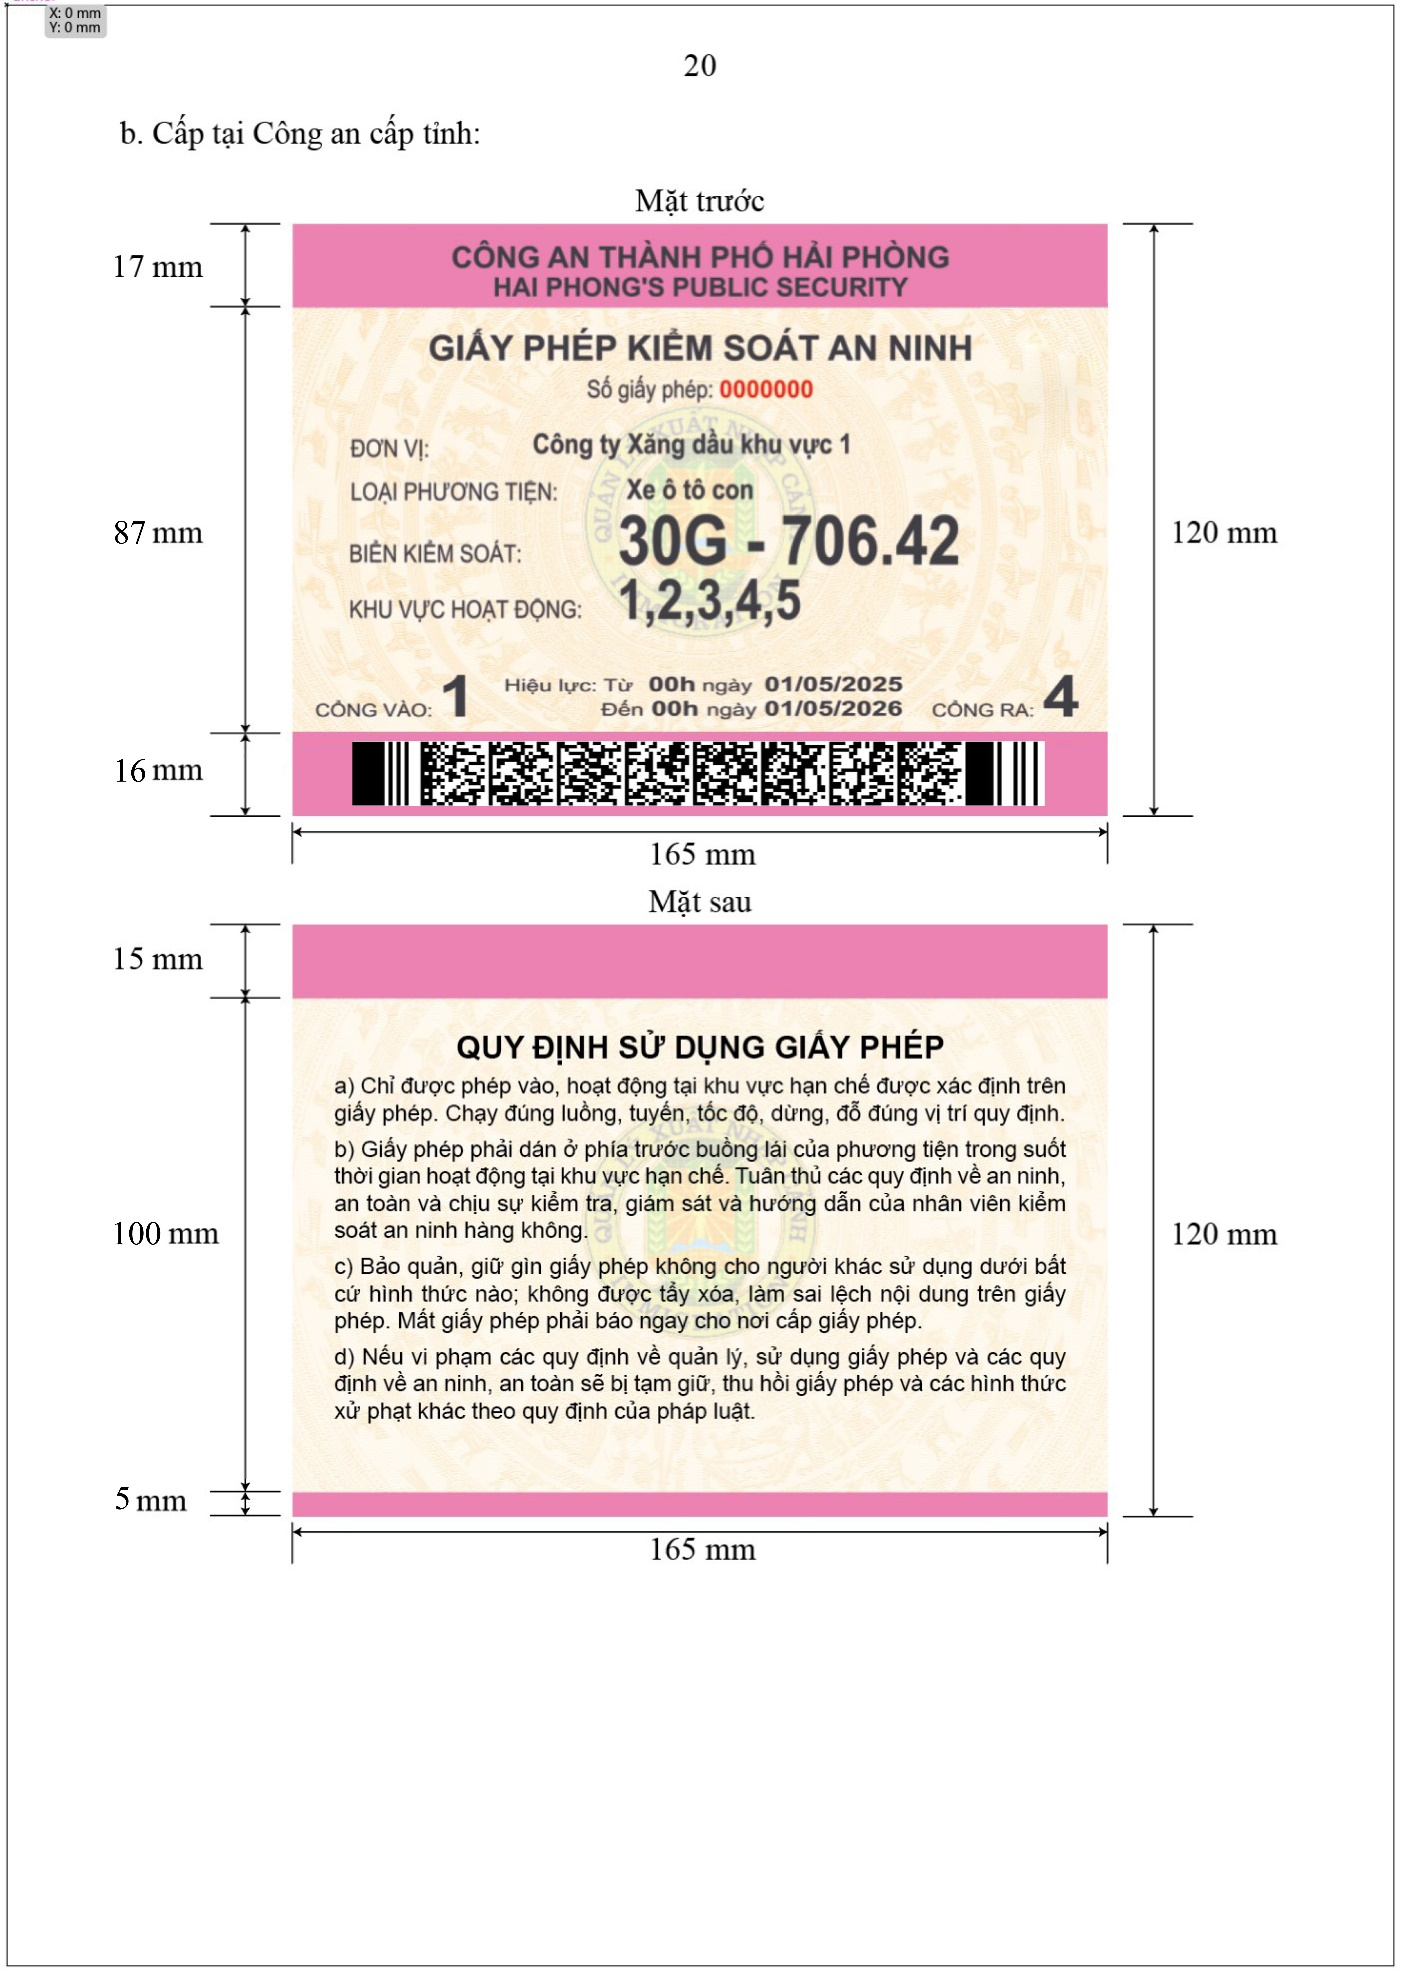 X: 0 mm
Y: 0 mm
20
b. Cấp tại Công an cấp tỉnh:
Mặt trước
17 mm
CÔNG AN THÀNH PHỐ HẢI PHÒNG
HAI PHONG'S PUBLIC SECURITY
GIẤY PHÉP KIỂM SOÁT AN NINH
Số giấy phép: 0000000
ĐƠN VỊ: Công ty Xăng dầu khu vực 1
LOẠI PHƯƠNG TIỆN: Xe ô tô con
87 mm
120 mm
BIỂN KIỂM SOÁT: 30G - 706.42
KHU VỰC HOẠT ĐỘNG: 1,2,3,4,5
QUẢN LÝ XUẤT NHẬP CẢNH
IMMIGRATION
Hiệu lực: Từ 00h ngày 01/05/2025
CỔNG VÀO: 1 Đến 00h ngày 01/05/2026 CỔNG RA: 4
16 mm
165 mm
Mặt sau
15 mm
QUY ĐỊNH SỬ DỤNG GIẤY PHÉP
a) Chỉ được phép vào, hoạt động tại khu vực hạn chế được xác định trên
giấy phép. Chạy đúng luồng, tuyến, tốc độ, dừng, đỗ đúng vị trí quy định.
b) Giấy phép phải dán ở phía trước buồng lái của phương tiện trong suốt
thời gian hoạt động tại khu vực hạn chế. Tuân thủ các quy định về an ninh,
an toàn và chịu sự kiểm tra, giám sát và hướng dẫn của nhân viên kiểm
soát an ninh hàng không.
100 mm
120 mm
c) Bảo quản, giữ gìn giấy phép không cho người khác sử dụng dưới bất
cứ hình thức nào; không được tẩy xóa, làm sai lệch nội dung trên giấy
phép. Mất giấy phép phải báo ngay cho nơi cấp giấy phép.
d) Nếu vi phạm các quy định về quản lý, sử dụng giấy phép và các quy
định về an ninh, an toàn sẽ bị tạm giữ, thu hồi giấy phép và các hình thức
xử phạt khác theo quy định của pháp luật.
QUẢN LÝ XUẤT NHẬP CẢNH
IMMIGRATION
5 mm
165 mm